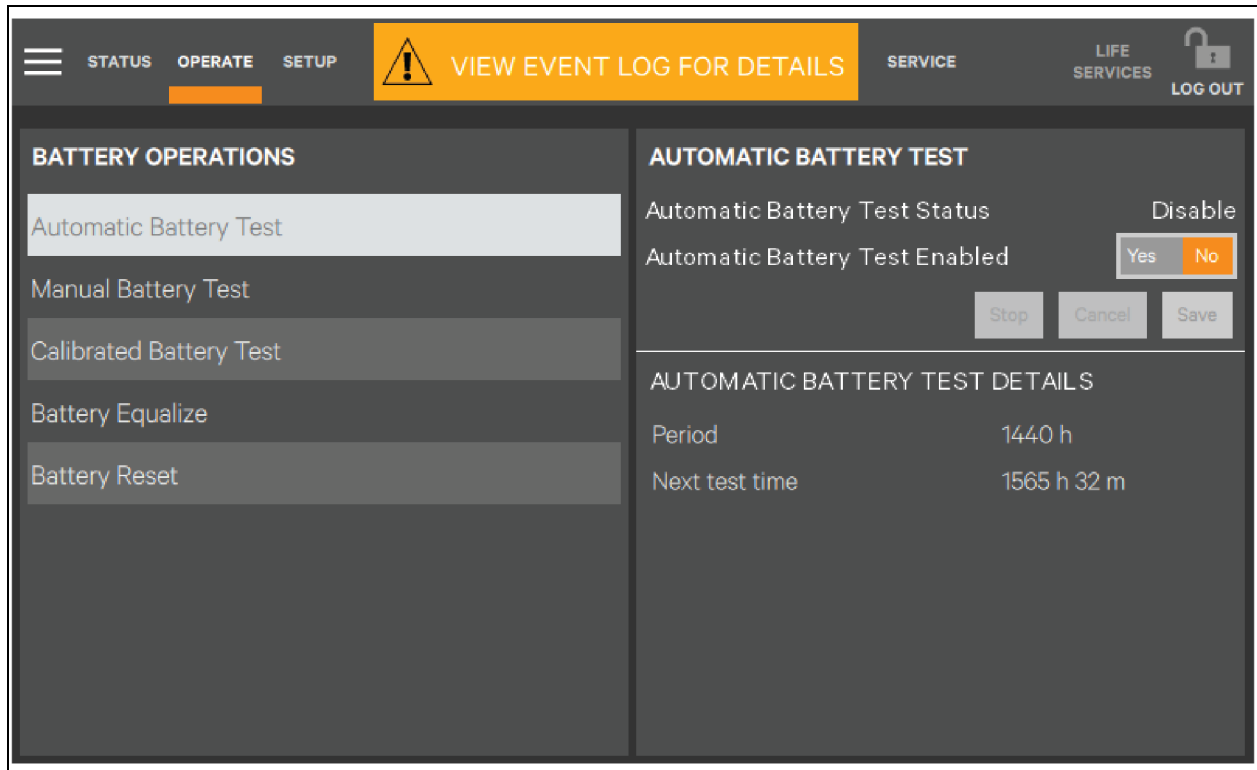 STATUS OPERATE SETUP VIEW EVENT LOG FOR DETAILS SERVICE LIFE SERVICES LOG OUT
BATTERY OPERATIONS
Automatic Battery Test
Manual Battery Test
Calibrated Battery Test
Battery Equalize
Battery Reset
AUTOMATIC BATTERY TEST
Automatic Battery Test Status Disable
Automatic Battery Test Enabled Yes No
Stop Cancel Save
AUTOMATIC BATTERY TEST DETAILS
Period 1440 h
Next test time 1565 h 32 m